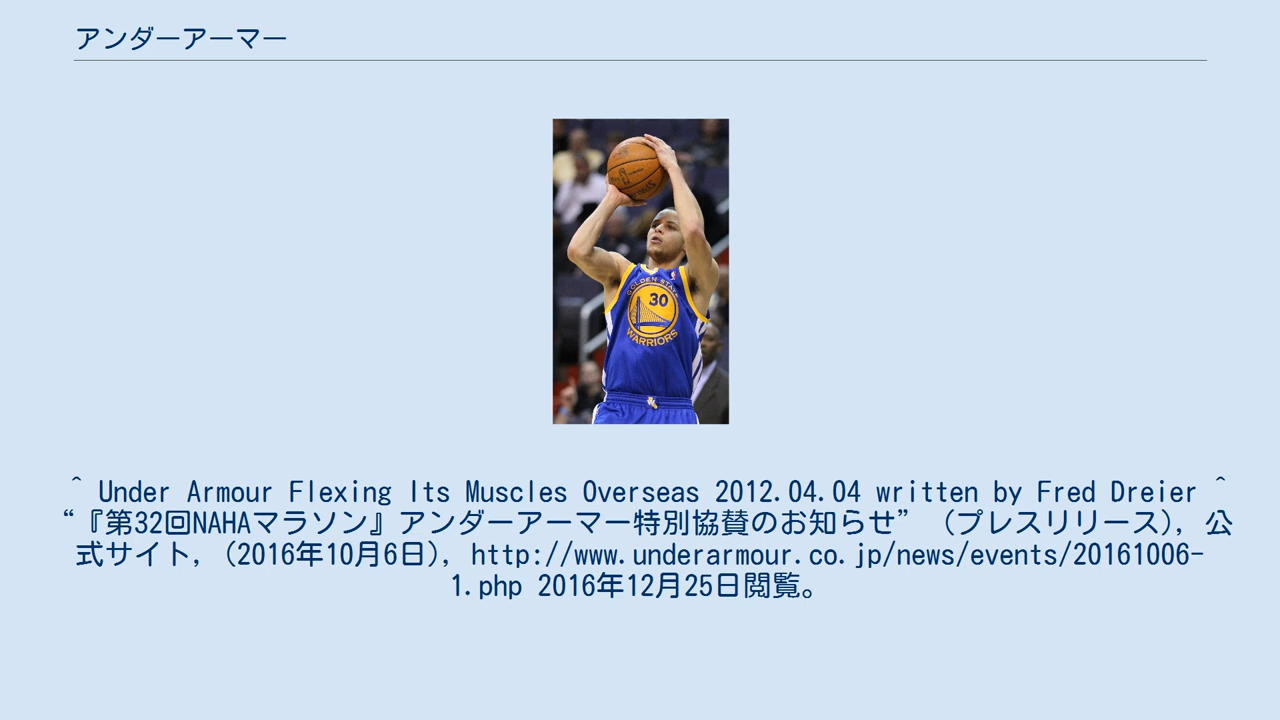 アンダーアーマー
GOLDEN STATE
30
WARRIORS
^ Under Armour Flexing Its Muscles Overseas 2012.04.04 written by Fred Dreier ^
“『第32回NAHAマラソン』アンダーアーマー特別協賛のお知らせ” （プレスリリース）, 公
式サイト, （2016年10月6日）, http://www.underarmour.co.jp/news/events/20161006-
1.php 2016年12月25日閲覧。